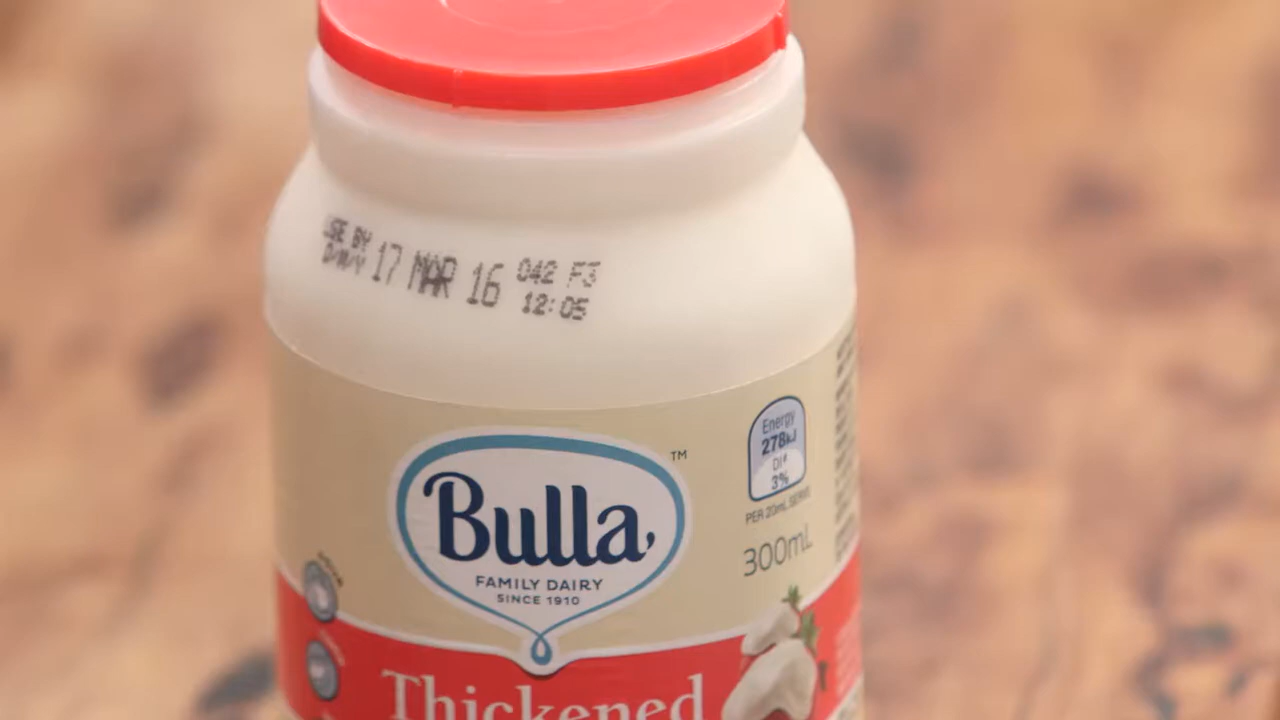 USE BY
D/M/Y 17 MAR 16 042 F3
12:05
Energy
278kJ
DI#
3%
PER 20mL SERVE
300mL
TM
Bulla
FAMILY DAIRY
SINCE 1910
Thickened